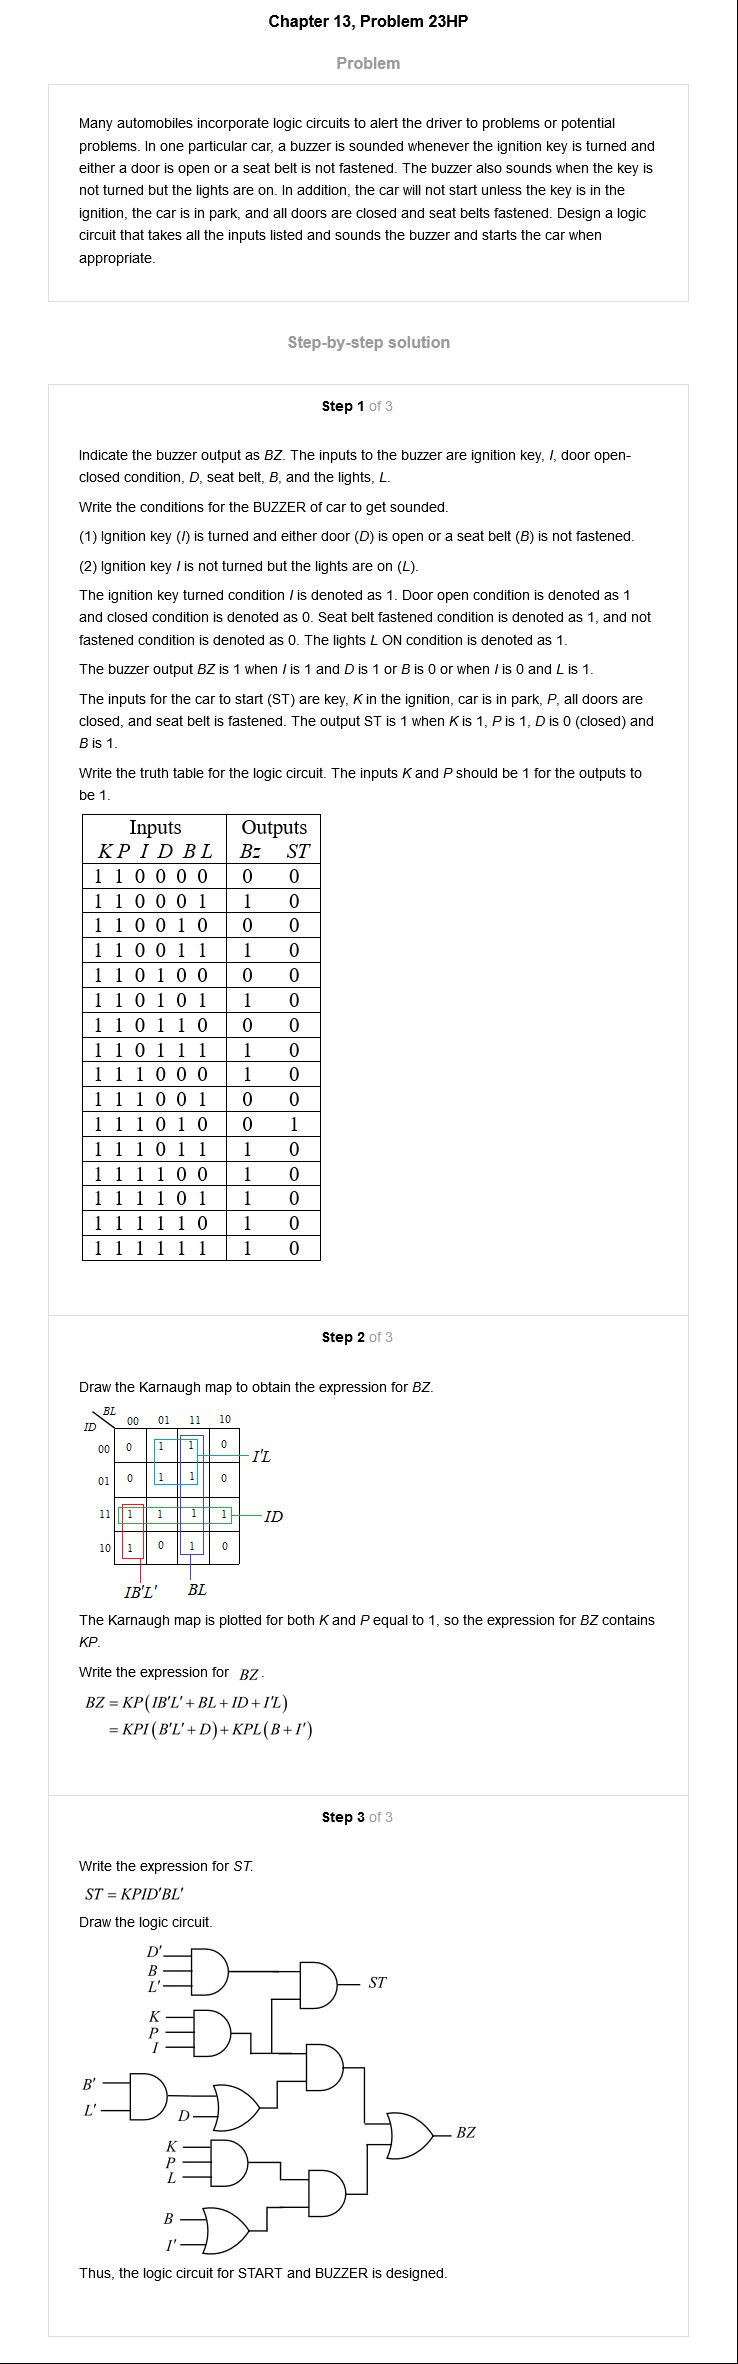 Chapter 13, Problem 23HP
Problem
Many automobiles incorporate logic circuits to alert the driver to problems or potential
problems. In one particular car, a buzzer is sounded whenever the ignition key is turned and
either a door is open or a seat belt is not fastened. The buzzer also sounds when the key is
not turned but the lights are on. In addition, the car will not start unless the key is in the
ignition, the car is in park, and all doors are closed and seat belts fastened. Design a logic
circuit that takes all the inputs listed and sounds the buzzer and starts the car when
appropriate.
Step-by-step solution
Step 1 of 3
Indicate the buzzer output as BZ. The inputs to the buzzer are ignition key, I, door open-
closed condition, D, seat belt, B, and the lights, L.
Write the conditions for the BUZZER of car to get sounded.
(1) Ignition key (I) is turned and either door (D) is open or a seat belt (B) is not fastened.
(2) Ignition key I is not turned but the lights are on (L).
The ignition key turned condition I is denoted as 1. Door open condition is denoted as 1
and closed condition is denoted as 0. Seat belt fastened condition is denoted as 1, and not
fastened condition is denoted as 0. The lights L ON condition is denoted as 1.
The buzzer output BZ is 1 when I is 1 and D is 1 or B is 0 or when I is 0 and L is 1.
The inputs for the car to start (ST) are key, K in the ignition, car is in park, P, all doors are
closed, and seat belt is fastened. The output ST is 1 when K is 1, P is 1, D is 0 (closed) and
B is 1.
Write the truth table for the logic circuit. The inputs K and P should be 1 for the outputs to
be 1.
Inputs Outputs
K P I D B L Bz ST
1 1 0 0 0 0 0 0
1 1 0 0 0 1 1 0
1 1 0 0 1 0 0 0
1 1 0 0 1 1 1 0
1 1 0 1 0 0 0 0
1 1 0 1 0 1 1 0
1 1 0 1 1 0 0 0
1 1 0 1 1 1 1 0
1 1 1 0 0 0 1 0
1 1 1 0 0 1 0 0
1 1 1 0 1 0 0 1
1 1 1 0 1 1 1 0
1 1 1 1 0 0 1 0
1 1 1 1 0 1 1 0
1 1 1 1 1 0 1 0
1 1 1 1 1 1 1 0
Step 2 of 3
Draw the Karnaugh map to obtain the expression for BZ.
BL
ID 00 01 11 10
00 0 1 1 0 I'L
01 0 1 1 0
11 1 1 1 1 ID
10 1 0 1 0
IB'L' BL
The Karnaugh map is plotted for both K and P equal to 1, so the expression for BZ contains
KP.
Write the expression for BZ.
BZ = KP(IB'L' + BL + ID + I'L)
= KPI(B'L' + D) + KPL(B + I')
Step 3 of 3
Write the expression for ST.
ST = KPID'BL'
Draw the logic circuit.
D'
B
L'
ST
K
P
I
B'
L'
D
BZ
K
P
L
B
I'
Thus, the logic circuit for START and BUZZER is designed.